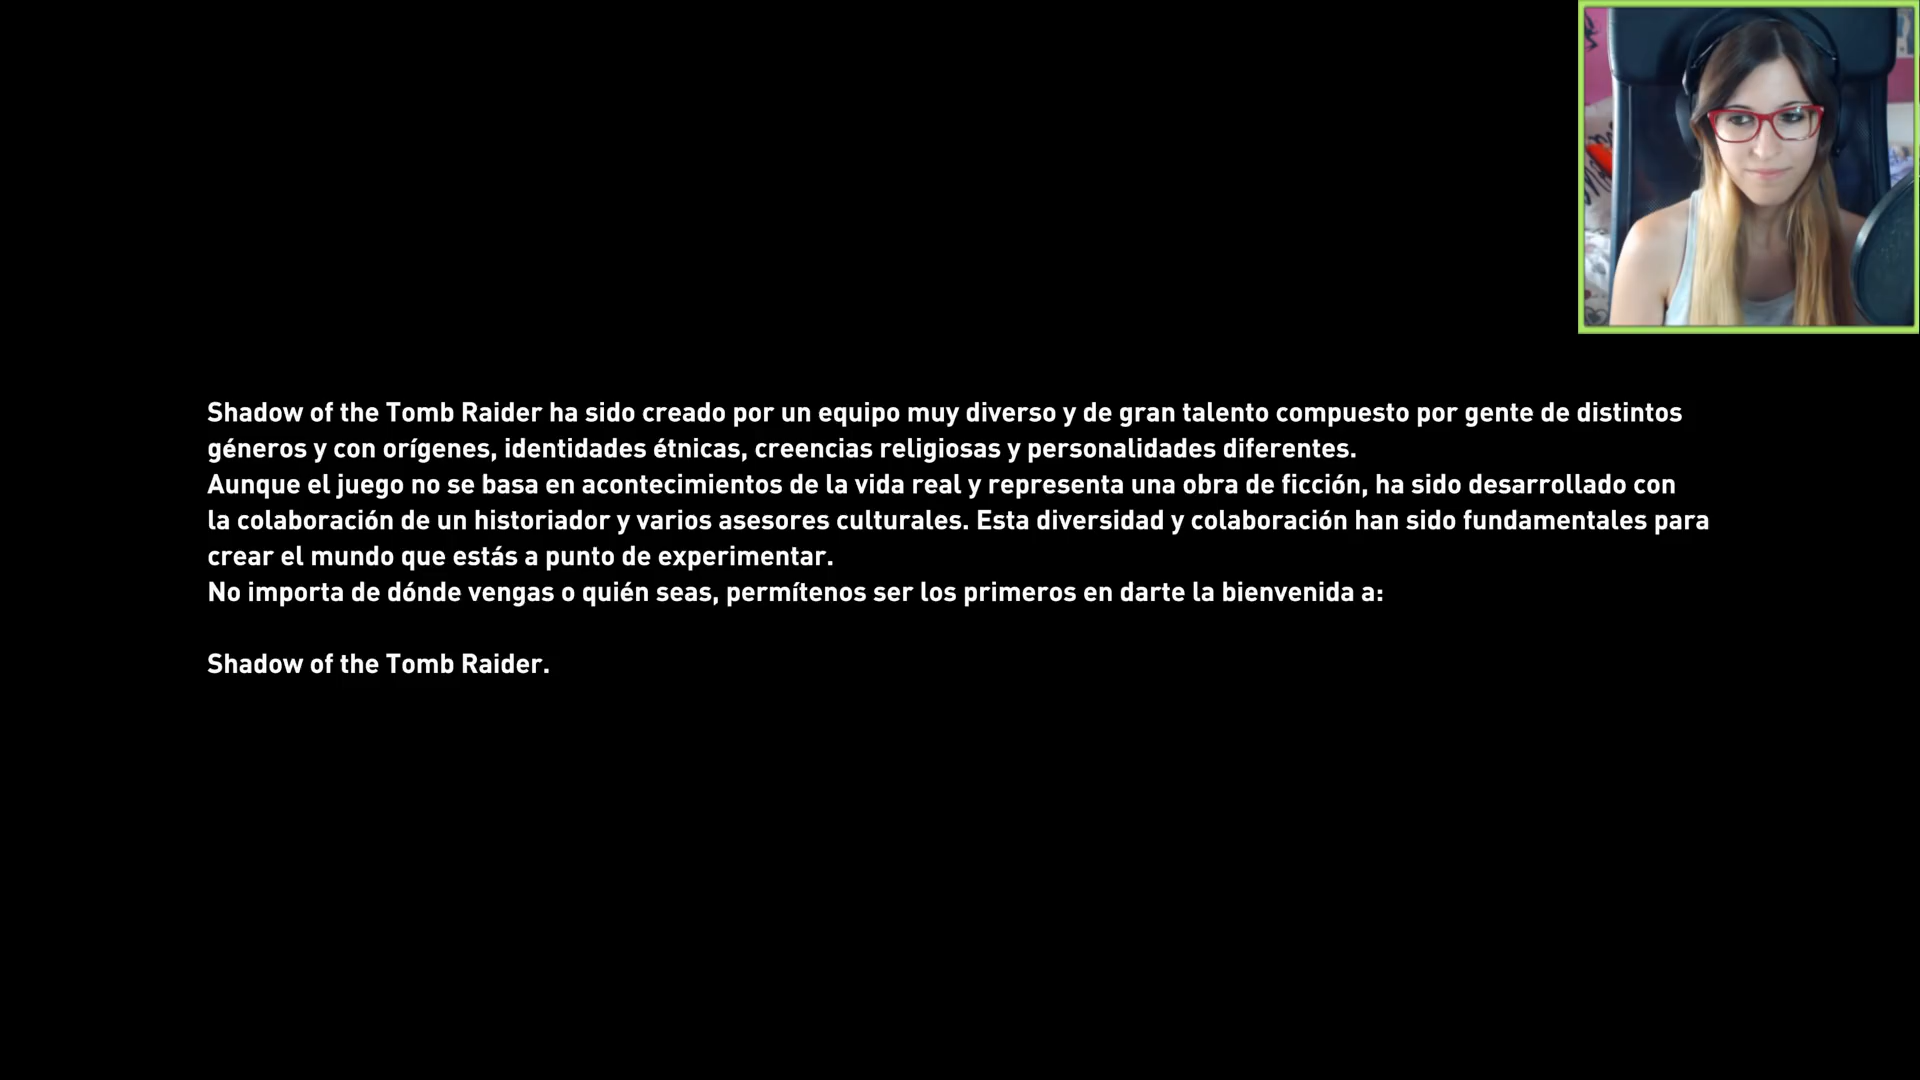 Shadow of the Tomb Raider ha sido creado por un equipo muy diverso y de gran talento compuesto por gente de distintos
géneros y con orígenes, identidades étnicas, creencias religiosas y personalidades diferentes.
Aunque el juego no se basa en acontecimientos de la vida real y representa una obra de ficción, ha sido desarrollado con
la colaboración de un historiador y varios asesores culturales. Esta diversidad y colaboración han sido fundamentales para
crear el mundo que estás a punto de experimentar.
No importa de dónde vengas o quién seas, permítenos ser los primeros en darte la bienvenida a:
Shadow of the Tomb Raider.